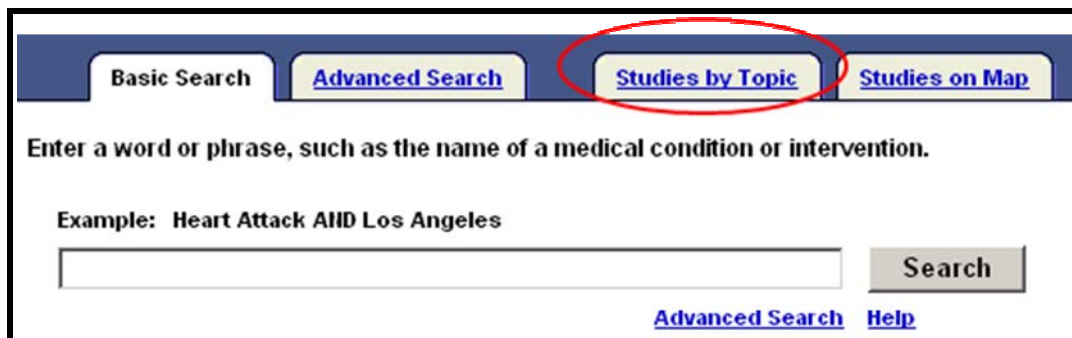 Basic Search Advanced Search Studies by Topic Studies on Map
Enter a word or phrase, such as the name of a medical condition or intervention.
Example: Heart Attack AND Los Angeles
Search
Advanced Search Help